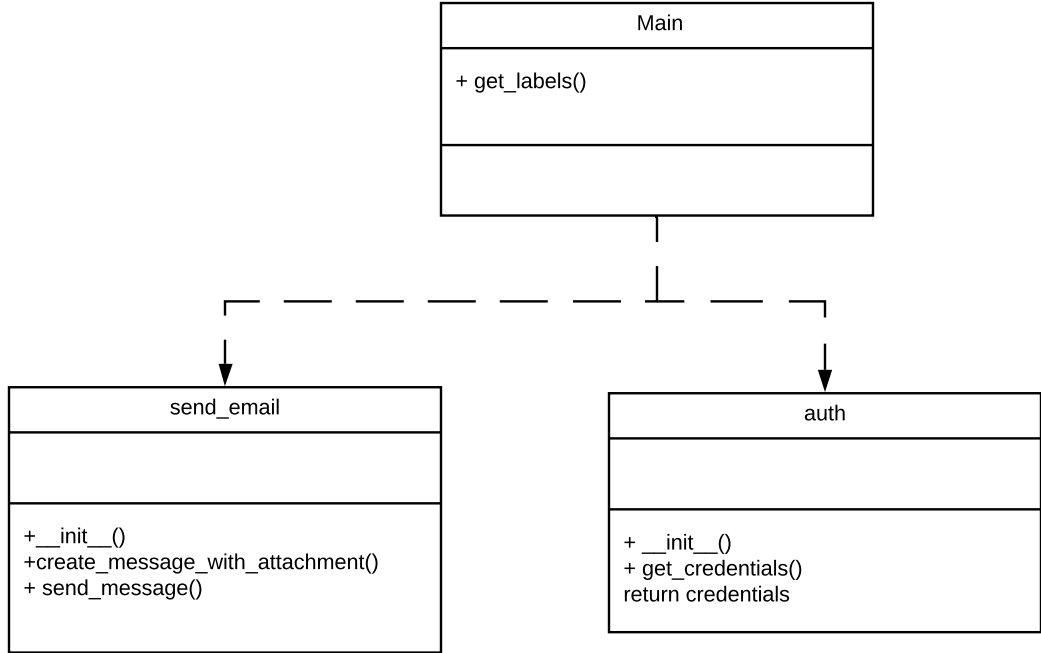 Main
+ get_labels()
send_email
+__init__()
+create_message_with_attachment()
+ send_message()
auth
+ __init__()
+ get_credentials()
return credentials